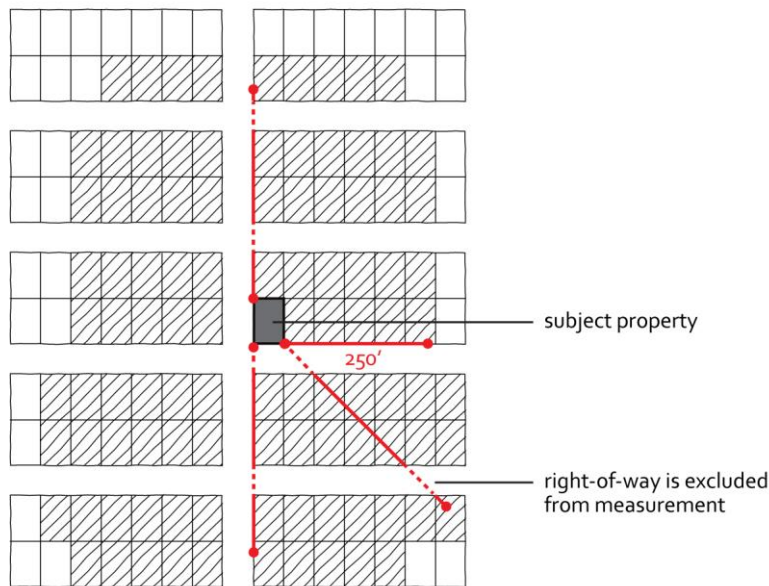 subject property
250'
right-of-way is excluded
from measurement